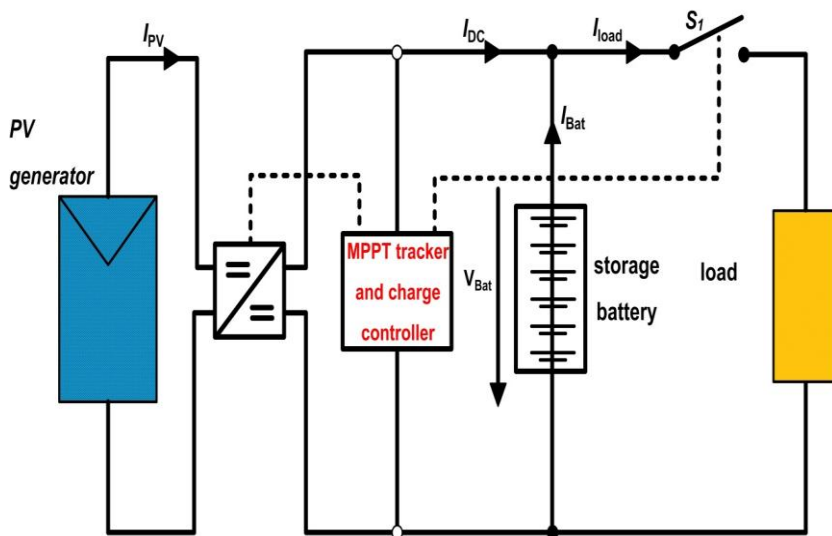 I_PV
I_DC
I_load
S_1
PV
generator
I_Bat
MPPT tracker
and charge
controller
V_Bat
storage
battery
load